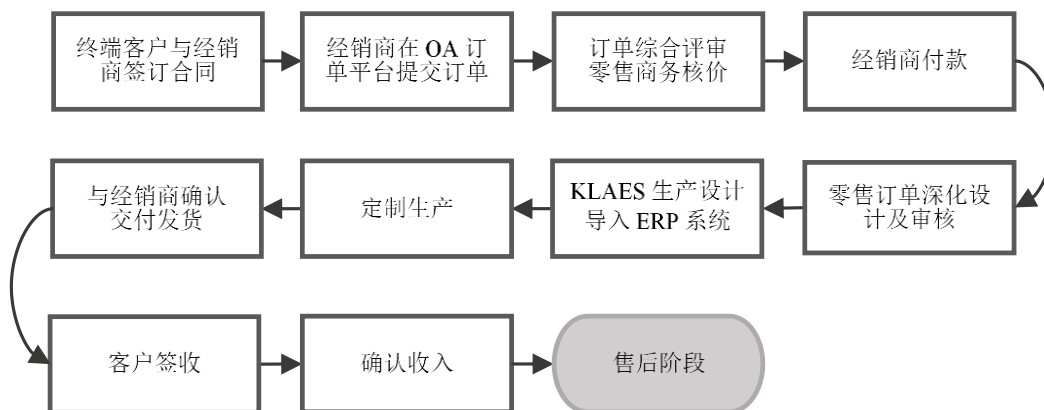 终端客户与经销
商签订合同
经销商在 OA 订
单平台提交订单
订单综合评审
零售商务核价
经销商付款
零售订单深化设
计及审核
KLAES 生产设计
导入 ERP 系统
定制生产
与经销商确认
交付发货
客户签收
确认收入
售后阶段